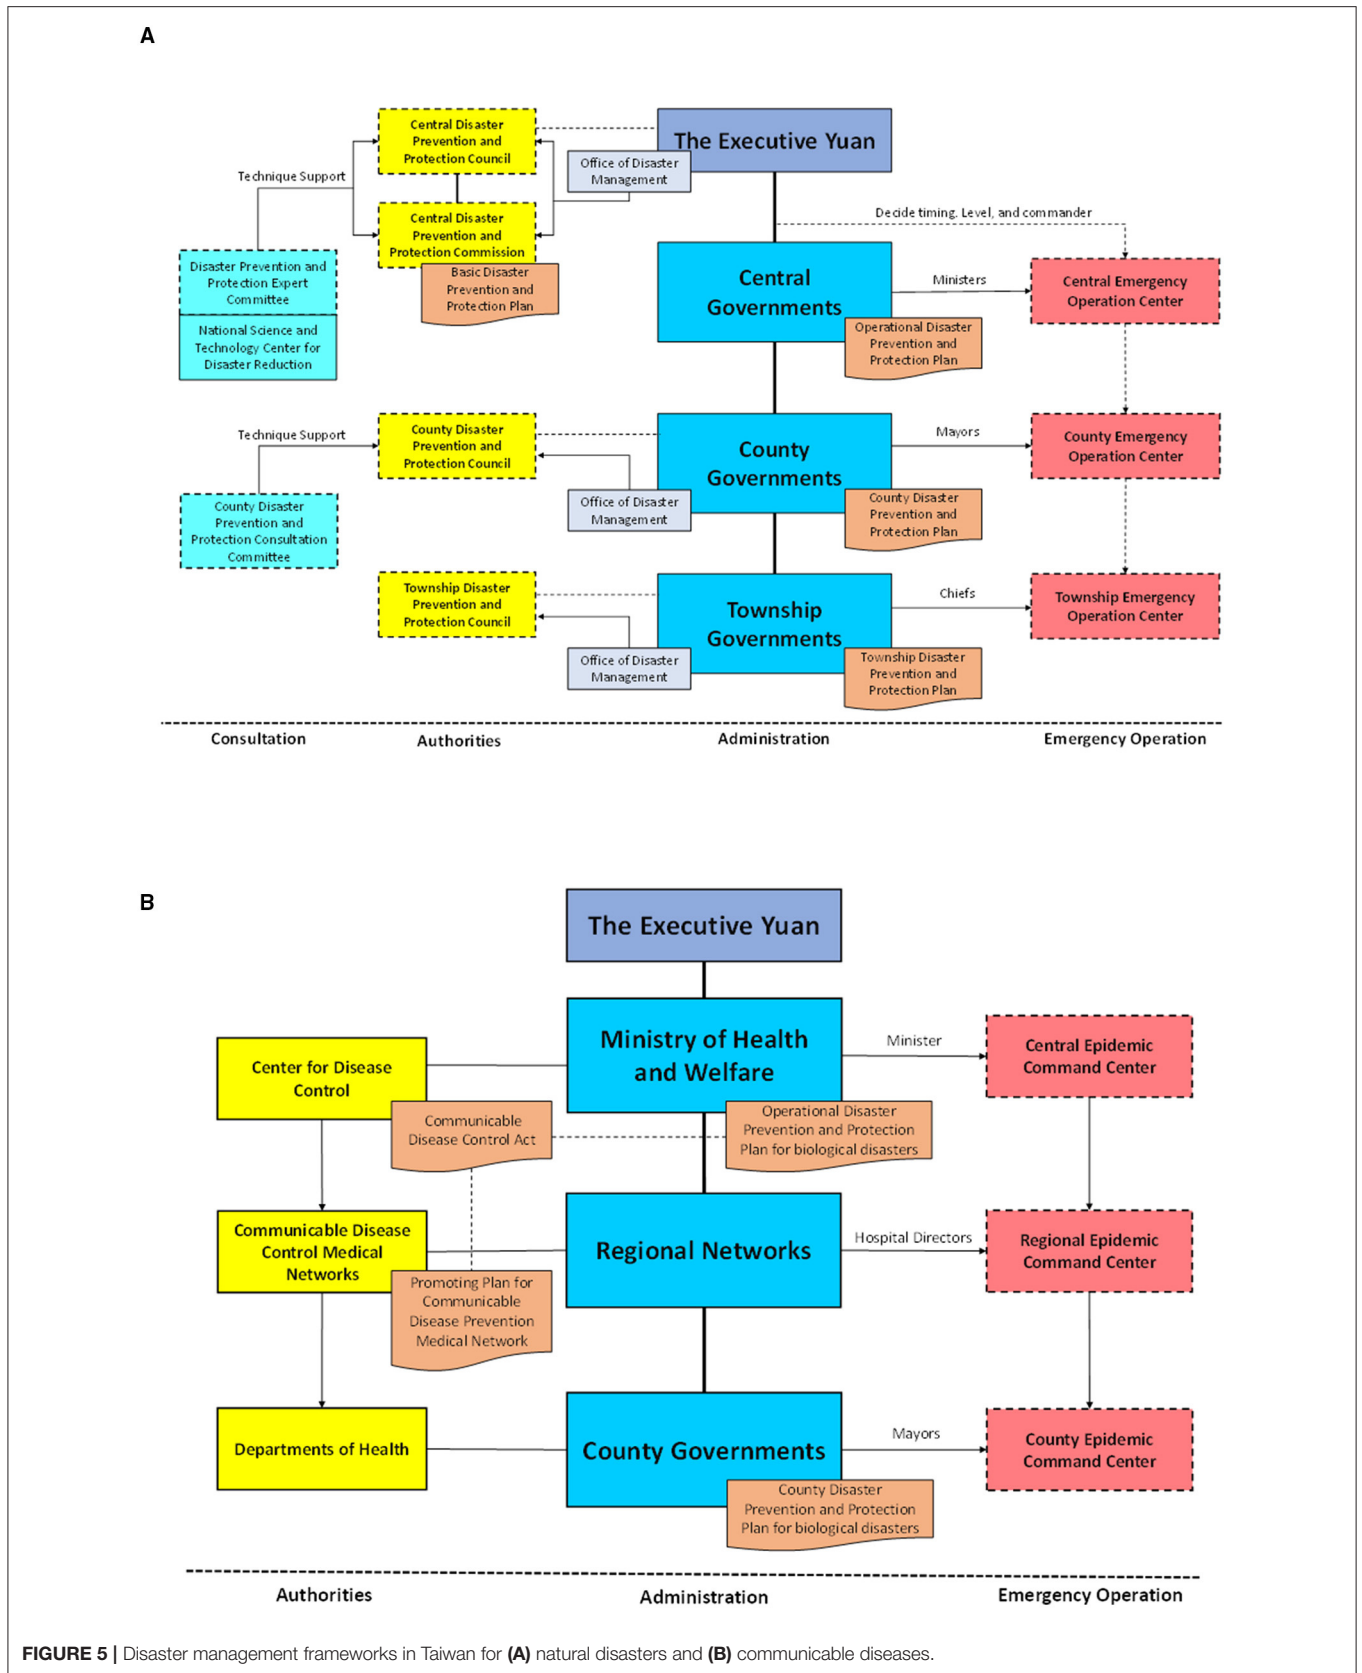 A
Central Disaster
Prevention and
Protection Council
The Executive Yuan
Office of Disaster
Management
Technique Support
Central Disaster
Prevention and
Protection Commission
Decide timing. Level, and commander
Disaster Prevention and
Protection Expert
Committee
Basic Disaster
Prevention and
Protection Plan
Central
Governments
Ministers
Central Emergency
Operation Center
National Science and
Technology Center for
Disaster Reduction
Operational Disaster
Prevention and
Protection Plan
Technique Support
County Disaster
Prevention and
Protection Council
County
Governments
Mayors
County Emergency
Operation Center
County Disaster
Prevention and
Protection Consultation
Committee
Office of Disaster
Management
County Disaster
Prevention and
Protection Plan
Township Disaster
Prevention and
Protection Council
Township
Governments
Chiefs
Township Emergency
Operation Center
Office of Disaster
Management
Township Disaster
Prevention and
Protection Plan
Consultation
Authorities
Administration
Emergency Operation
B
The Executive Yuan
Center for Disease
Control
Ministry of Health
and Welfare
Minister
Central Epidemic
Command Center
Communicable
Disease Control Act
Operational Disaster
Prevention and Protection
Plan for biological disasters
Communicable Disease
Control Medical
Networks
Regional Networks
Hospital Directors
Regional Epidemic
Command Center
Promoting Plan for
Communicable
Disease Prevention
Medical Network
Departments of Health
County Governments
Mayors
County Epidemic
Command Center
County Disaster
Prevention and Protection
Plan for biological disasters
Authorities
Administration
Emergency Operation
FIGURE 5 | Disaster management frameworks in Taiwan for (A) natural disasters and (B) communicable diseases.